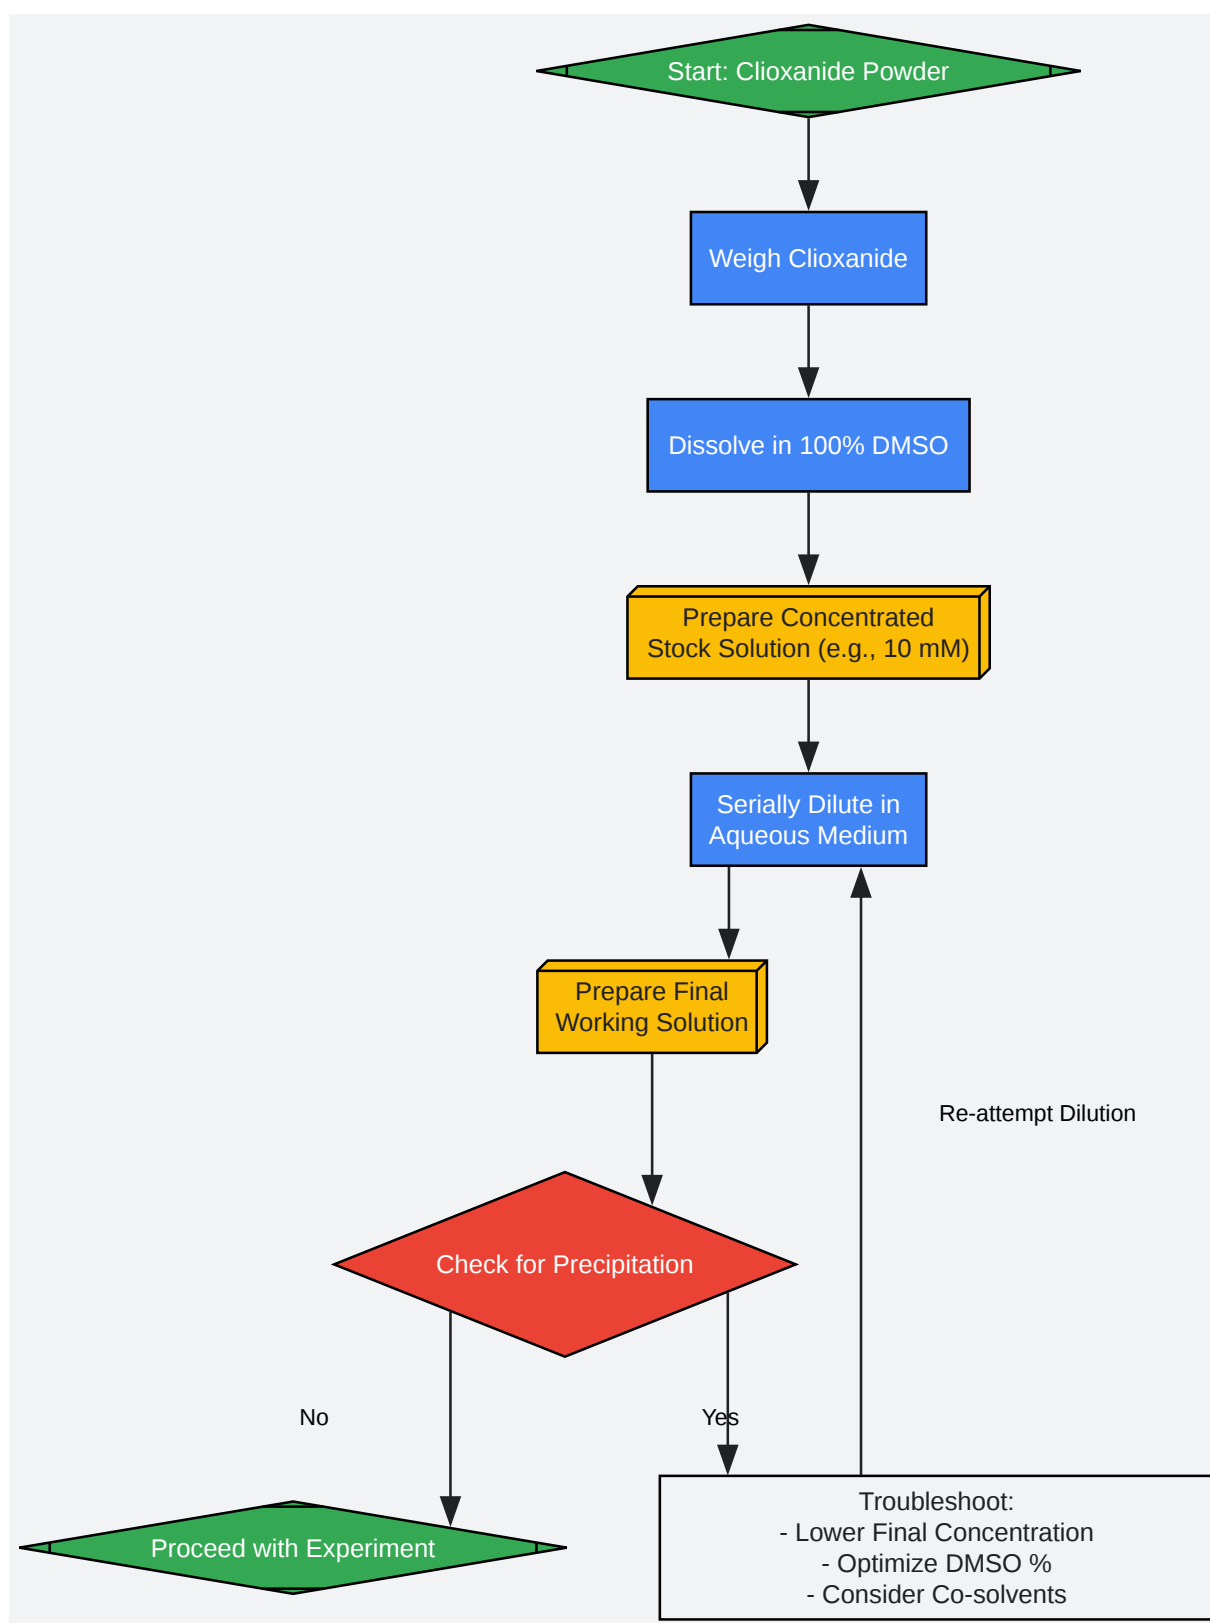 Start: Clioxanide Powder
Weigh Clioxanide
Dissolve in 100% DMSO
Prepare Concentrated
Stock Solution (e.g., 10 mM)
Serially Dilute in
Aqueous Medium
Prepare Final
Working Solution
Re-attempt Dilution
Check for Precipitation
No
Yes
Proceed with Experiment
Troubleshoot:
- Lower Final Concentration
- Optimize DMSO %
- Consider Co-solvents